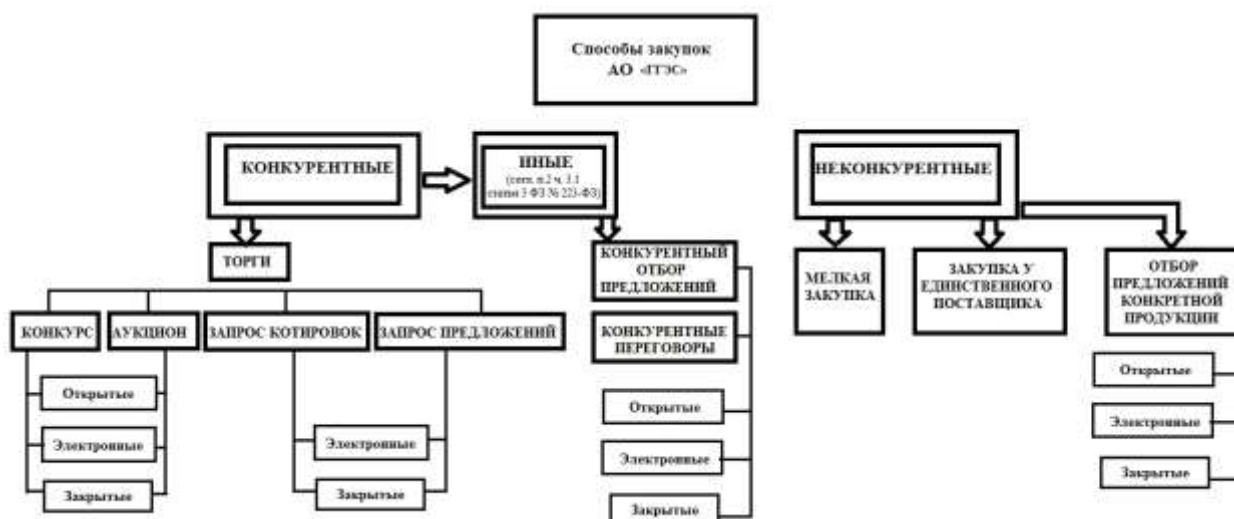 Способы закупок
АО «ГГЭС»
КОНКУРЕНТНЫЕ
ИНЫЕ
(согл. п.2 ч. 3.1
статьи 3 ФЗ № 223-ФЗ)
НЕКОНКУРЕНТНЫЕ
ТОРГИ
КОНКУРС
АУКЦИОН
ЗАПРОС КОТИРОВОК
ЗАПРОС ПРЕДЛОЖЕНИЙ
Открытые
Электронные
Закрытые
Электронные
Закрытые
КОНКУРЕНТНЫЙ
ОТБОР
ПРЕДЛОЖЕНИЙ
КОНКУРЕНТНЫЕ
ПЕРЕГОВОРЫ
Открытые
Электронные
Закрытые
МЕЛКАЯ
ЗАКУПКА
ЗАКУПКА У
ЕДИНСТВЕННОГО
ПОСТАВЩИКА
ОТБОР
ПРЕДЛОЖЕНИЙ
КОНКРЕТНОЙ
ПРОДУКЦИИ
Открытые
Электронные
Закрытые